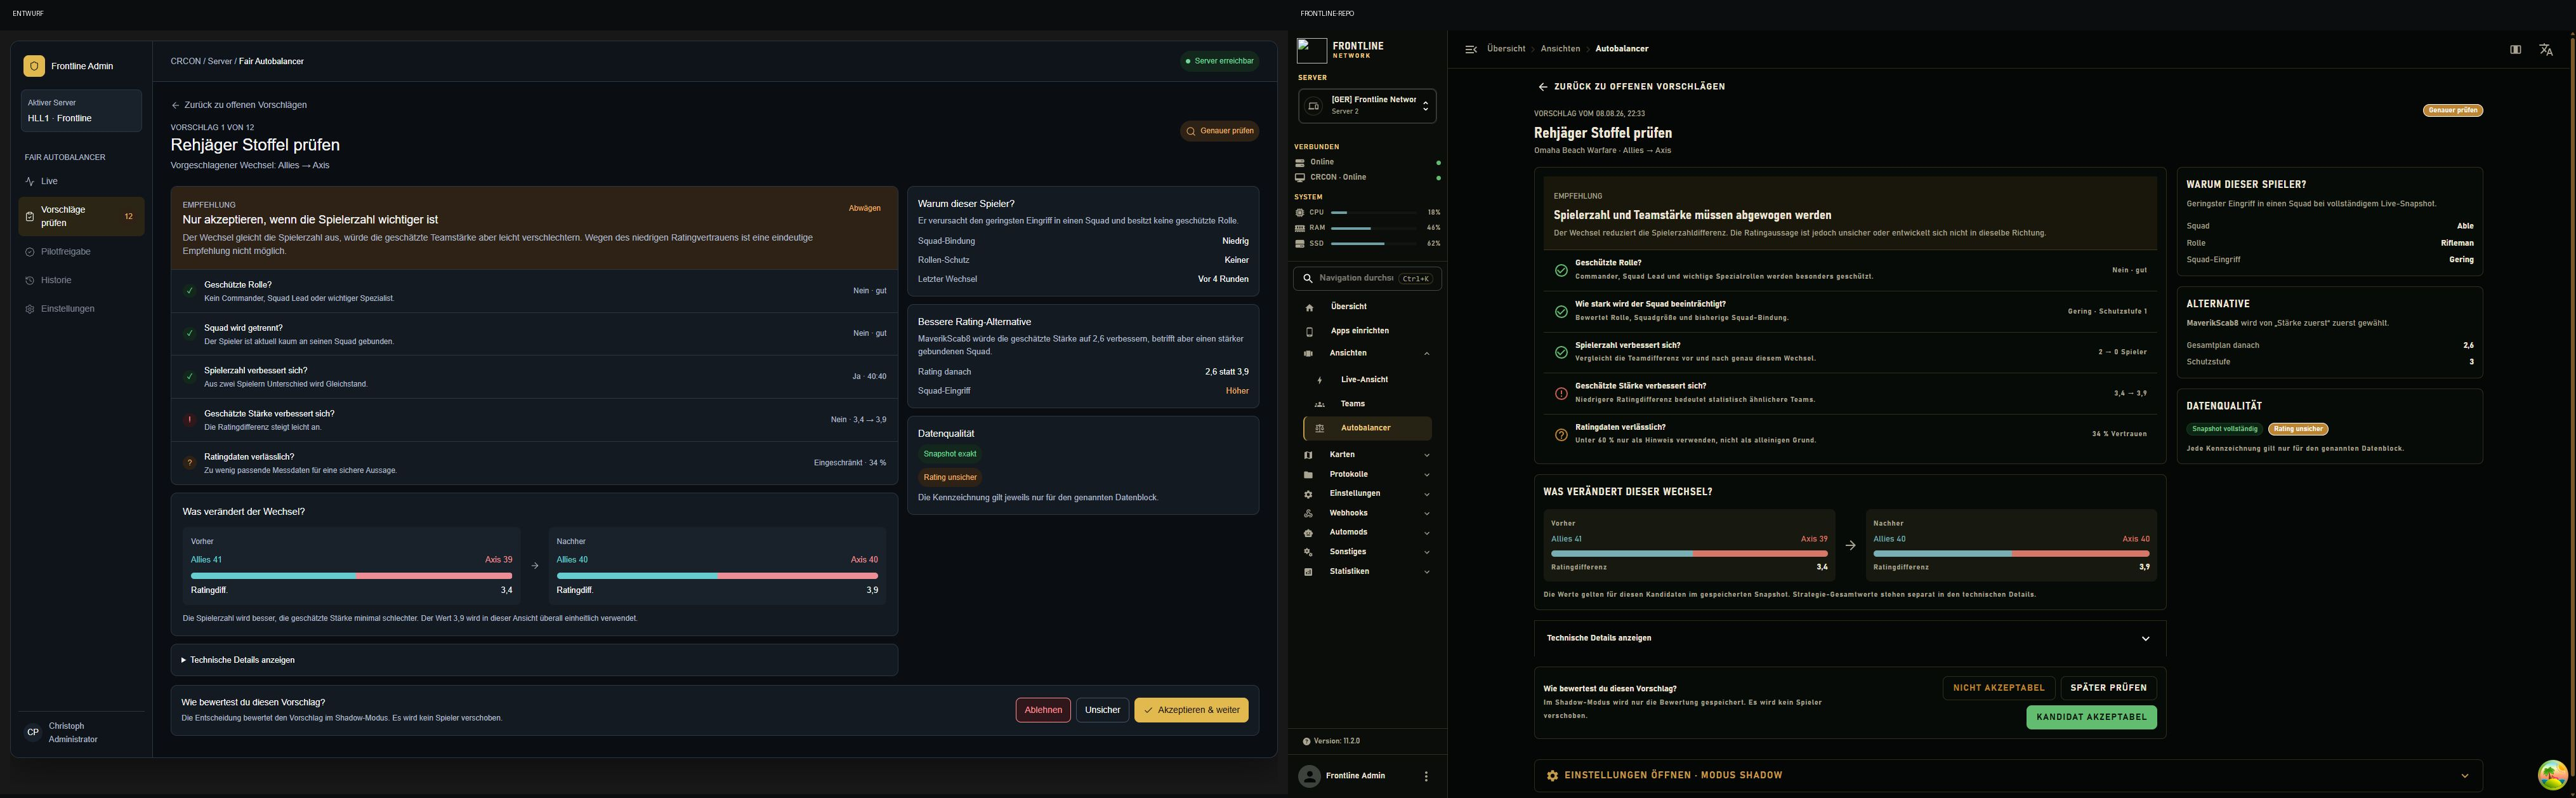 ENTWURF
Frontline Admin
Aktiver Server
HLL1 · Frontline
FAIR AUTOBALANCER
Live
Vorschläge
prüfen
12
Pilotfreigabe
Historie
Einstellungen
CP
Christoph
Administrator
CRCON / Server / Fair Autobalancer
Server erreichbar
← Zurück zu offenen Vorschlägen
VORSCHLAG 1 VON 12
Rehjäger Stoffel prüfen
Vorgeschlagener Wechsel: Allies → Axis
Genauer prüfen
EMPFEHLUNG
Nur akzeptieren, wenn die Spielerzahl wichtiger ist
Abwägen
Der Wechsel gleicht die Spielerzahl aus, würde die geschätzte Teamstärke aber leicht verschlechtern. Wegen des niedrigen Ratingvertrauens ist eine eindeutige
Empfehlung nicht möglich.
✓ Geschützte Rolle?
Kein Commander, Squad Lead oder wichtiger Spezialist.
Nein · gut
✓ Squad wird getrennt?
Der Spieler ist aktuell kaum an seinen Squad gebunden.
Nein · gut
✓ Spielerzahl verbessert sich?
Aus zwei Spielern Unterschied wird Gleichstand.
Ja · 40:40
! Geschätzte Stärke verbessert sich?
Die Ratingdifferenz steigt leicht an.
Nein · 3,4 → 3,9
? Ratingdaten verlässlich?
Zu wenig passende Messdaten für eine sichere Aussage.
Eingeschränkt · 34 %
Was verändert der Wechsel?
Vorher
Allies 41
Axis 39
Ratingdiff.
3,4
→
Nachher
Allies 40
Axis 40
Ratingdiff.
3,9
Die Spielerzahl wird besser, die geschätzte Stärke minimal schlechter. Der Wert 3,9 wird in dieser Ansicht überall einheitlich verwendet.
Technische Details anzeigen
Wie bewertest du diesen Vorschlag?
Die Entscheidung bewertet den Vorschlag im Shadow-Modus. Es wird kein Spieler verschoben.
Ablehnen
Unsicher
✓ Akzeptieren & weiter
Warum dieser Spieler?
Er verursacht den geringsten Eingriff in einen Squad und besitzt keine geschützte Rolle.
Squad-Bindung
Niedrig
Rollen-Schutz
Keiner
Letzter Wechsel
Vor 4 Runden
Bessere Rating-Alternative
MaverikScab8 würde die geschätzte Stärke auf 2,6 verbessern, betrifft aber einen stärker
gebundenen Squad.
Rating danach
2,6 statt 3,9
Squad-Eingriff
Höher
Datenqualität
Snapshot exakt
Rating unsicher
Die Kennzeichnung gilt jeweils nur für den genannten Datenblock.
FRONTLINE-REPO
FRONTLINE
NETWORK
SERVER
[GER] Frontline Networ
Server 2
VERBUNDEN
Online
CRCON · Online
SYSTEM
CPU
18%
RAM
46%
SSD
62%
Navigation durchs
Ctrl+K
Übersicht
Apps einrichten
Ansichten
Live-Ansicht
Teams
Autobalancer
Karten
Protokolle
Einstellungen
Webhooks
Automods
Sonstiges
Statistiken
Version: 11.2.0
Frontline Admin
Übersicht > Ansichten > Autobalancer
← ZURÜCK ZU OFFENEN VORSCHLÄGEN
VORSCHLAG VOM 08.08.26, 22:33
Rehjäger Stoffel prüfen
Omaha Beach Warfare · Allies → Axis
Genauer prüfen
EMPFEHLUNG
Spielerzahl und Teamstärke müssen abgewogen werden
Der Wechsel reduziert die Spielerzahldifferenz. Die Ratingaussage ist jedoch unsicher oder entwickelt sich nicht in dieselbe Richtung.
Geschützte Rolle?
Commander, Squad Lead und wichtige Spezialrollen werden besonders geschützt.
Nein · gut
Wie stark wird der Squad beeinträchtigt?
Bewertet Rolle, Squadgröße und bisherige Squad-Bindung.
Gering · Schutzstufe 1
Spielerzahl verbessert sich?
Vergleicht die Teamdifferenz vor und nach genau diesem Wechsel.
2 → 0 Spieler
Geschätzte Stärke verbessert sich?
Niedrigere Ratingdifferenz bedeutet statistisch ähnlichere Teams.
3,4 → 3,9
Ratingdaten verlässlich?
Unter 60 % nur als Hinweis verwenden, nicht als alleinigen Grund.
34 % Vertrauen
WAS VERÄNDERT DIESER WECHSEL?
Vorher
Allies 41
Axis 39
Ratingdifferenz
3,4
→
Nachher
Allies 40
Axis 40
Ratingdifferenz
3,9
Die Werte gelten für diesen Kandidaten im gespeicherten Snapshot. Strategie-Gesamtwerte stehen separat in den technischen Details.
Technische Details anzeigen
Wie bewertest du diesen Vorschlag?
Im Shadow-Modus wird nur die Bewertung gespeichert. Es wird kein Spieler
verschoben.
NICHT AKZEPTABEL
SPÄTER PRÜFEN
KANDIDAT AKZEPTABEL
WARUM DIESER SPIELER?
Geringster Eingriff in einen Squad bei vollständigem Live-Snapshot.
Squad
Able
Rolle
Rifleman
Squad-Eingriff
Gering
ALTERNATIVE
MaverikScab8 wird von „Stärke zuerst“ zuerst gewählt.
Gesamtplan danach
2,6
Schutzstufe
3
DATENQUALITÄT
Snapshot vollständig
Rating unsicher
Jede Kennzeichnung gilt nur für den genannten Datenblock.
EINSTELLUNGEN ÖFFNEN · MODUS SHADOW